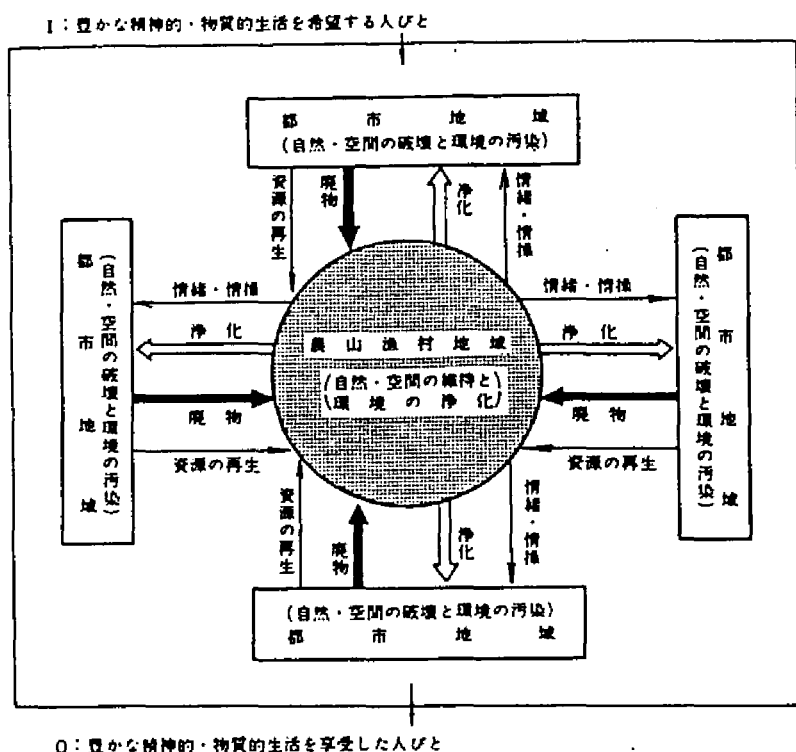 I：豊かな精神的・物質的生活を希望する人びと
都市地域
(自然・空間の破壊と環境の汚染)
資源の再生
廃物
浄化
情緒・情操
都市地域
(自然・空間の破壊と環境の汚染)
情緒・情操
浄化
廃物
資源の再生
農山漁村地域
(自然・空間の維持と
環境の浄化)
情緒・情操
浄化
廃物
資源の再生
都市地域
(自然・空間の破壊と環境の汚染)
資源の再生
廃物
浄化
情緒・情操
(自然・空間の破壊と環境の汚染)
都市地域
O：豊かな精神的・物質的生活を享受した人びと